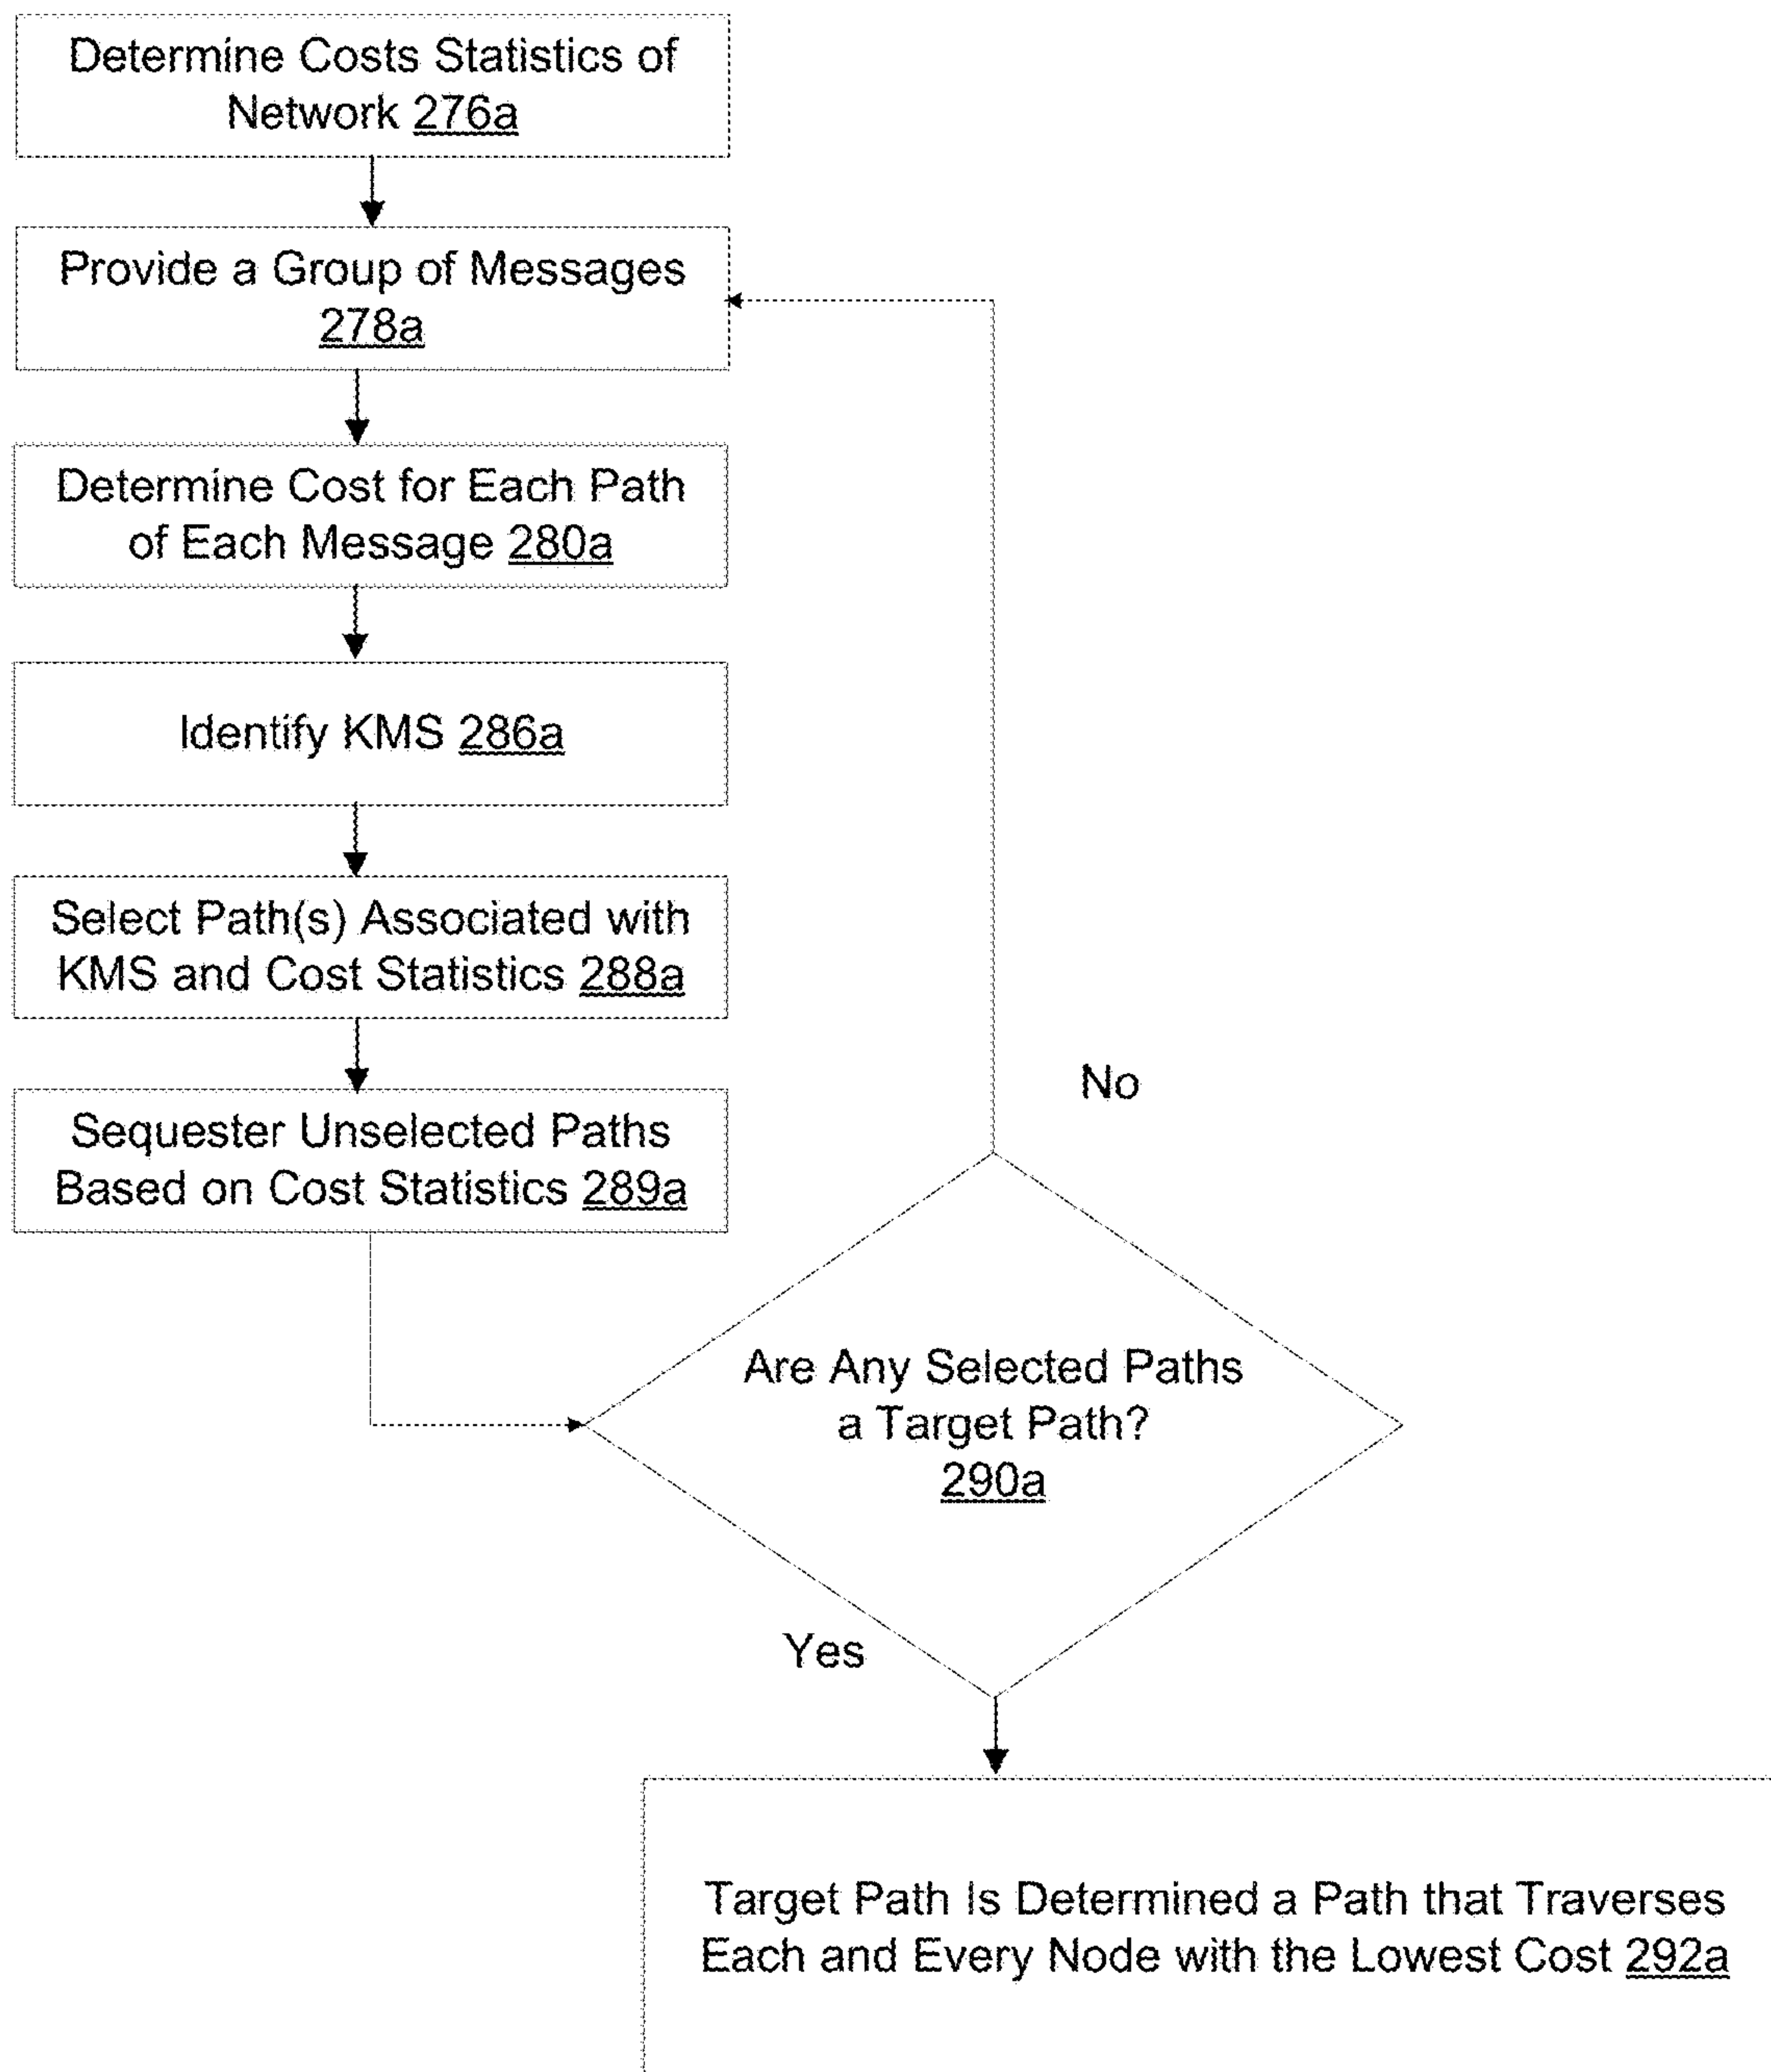 Determine Costs Statistics of
Network 276a
Provide a Group of Messages
278a
Determine Cost for Each Path
of Each Message 280a
Identify KMS 286a
Select Path(s) Associated with
KMS and Cost Statistics 288a
Sequester Unselected Paths
Based on Cost Statistics 289a
No
Are Any Selected Paths
a Target Path?
290a
Yes
Target Path Is Determined a Path that Traverses
Each and Every Node with the Lowest Cost 292a